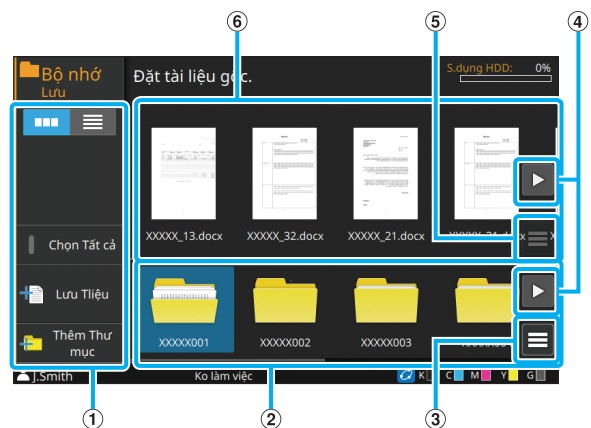 ⑥
⑤
④
Bộ nhớ
Lưu
Đặt tài liệu gốc.
S.dụng HDD: 0%
XXXXX_13.docx
XXXXX_32.docx
XXXXX_21.docx
Chọn Tất cả
Lưu Tliệu
Thêm Thư
mục
XXXXX001
XXXXX002
XXXXX003
J.Smith
Ko làm việc
K C M Y G
①
②
③
④